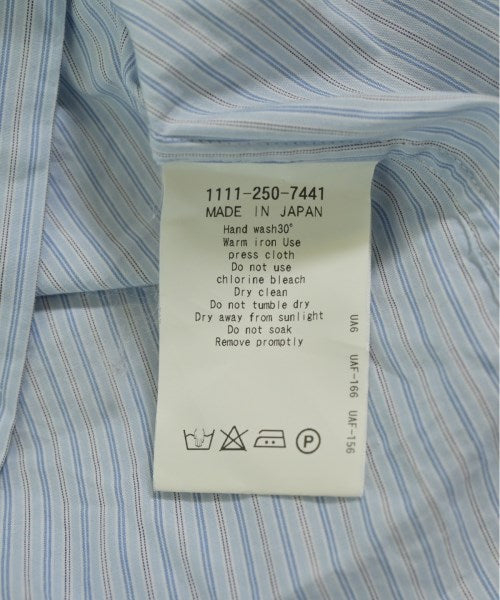 1111-250-7441
MADE IN JAPAN
Hand wash30°
Warm iron Use
press cloth
Do not use
chlorine bleach
Dry clean
Do not tumble dry
Dry away from sunlight
Do not soak
Remove promptly
P
UA6 UAF-166 UAF-156